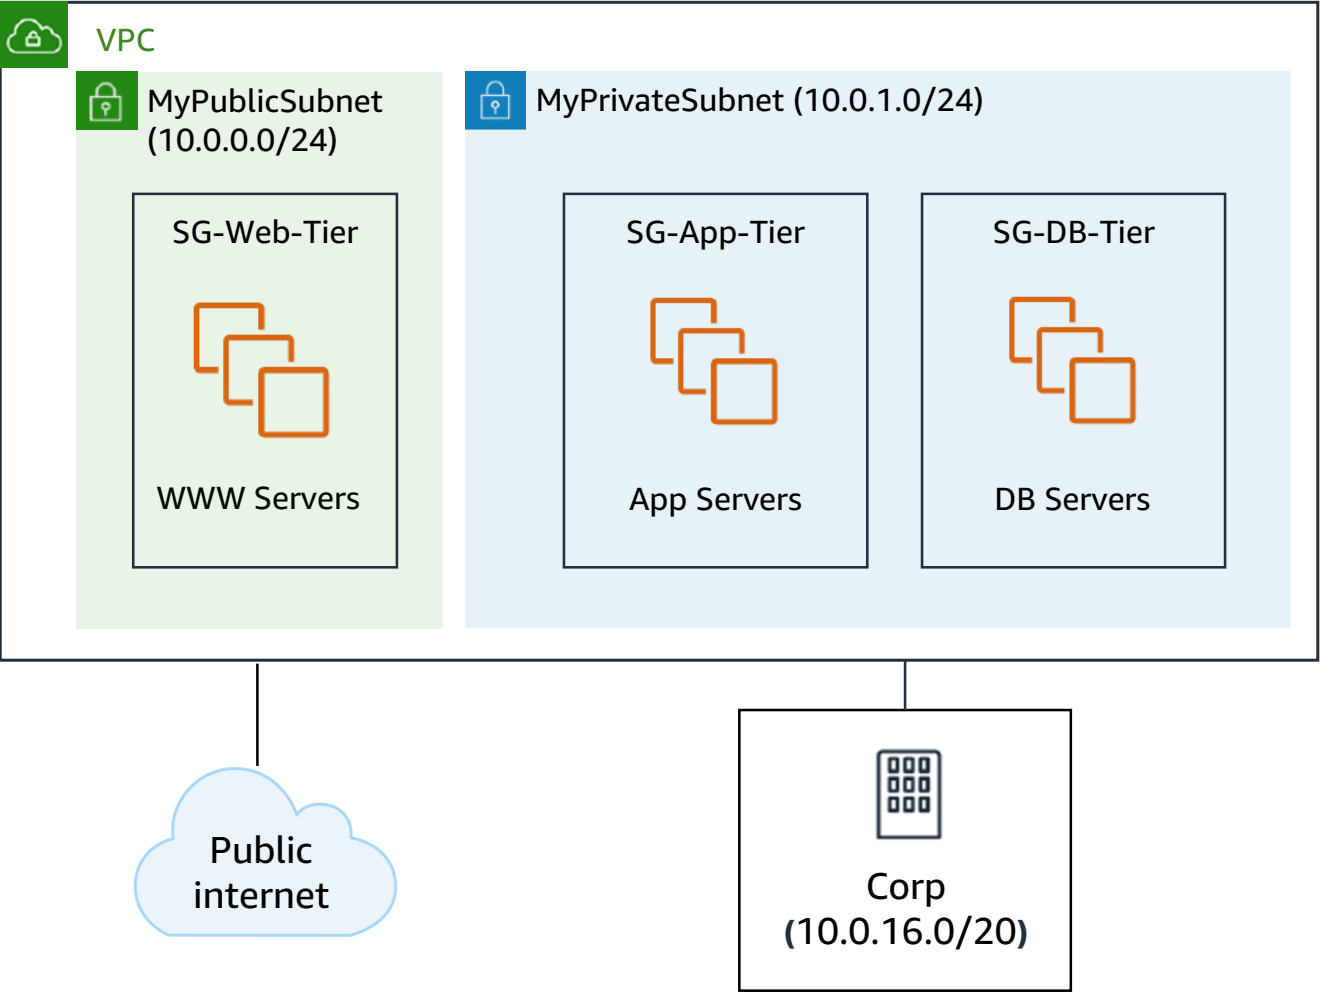 VPC
MyPublicSubnet
(10.0.0.0/24)
MyPrivateSubnet (10.0.1.0/24)
SG-Web-Tier
WWW Servers
SG-App-Tier
App Servers
SG-DB-Tier
DB Servers
Public
internet
Corp
(10.0.16.0/20)